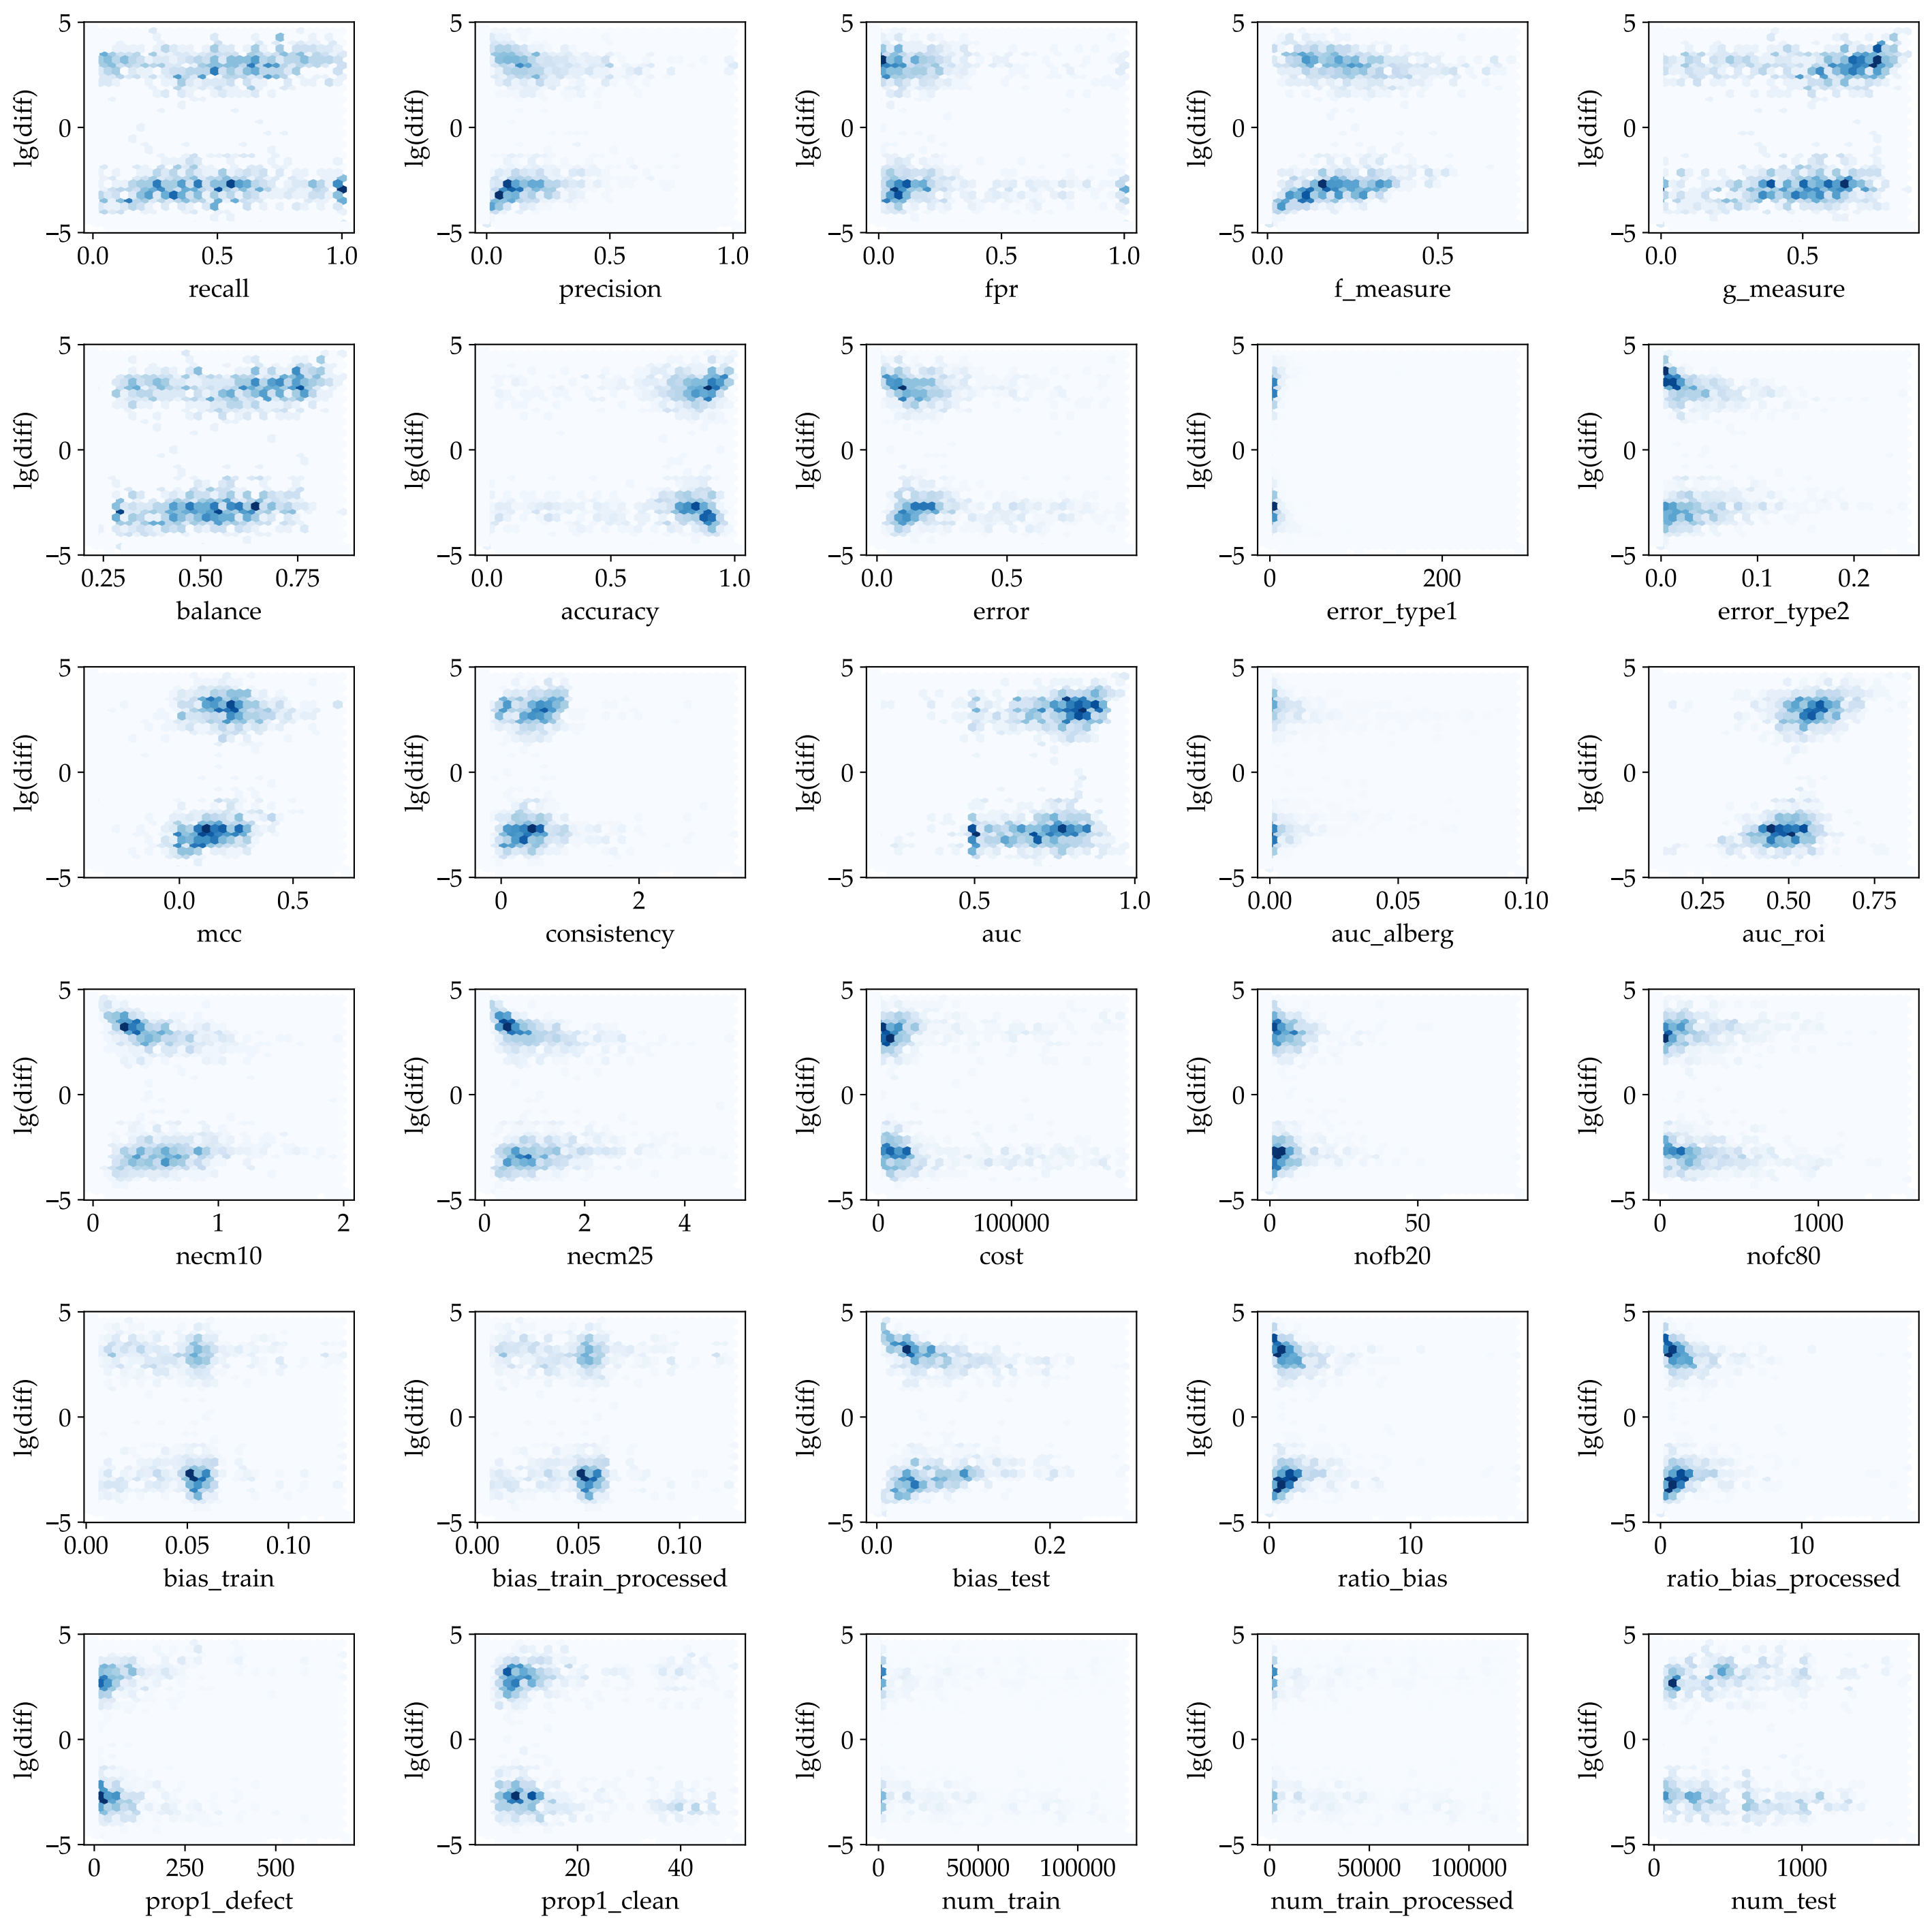 5 5 5 5 5
lg(diff) lg(diff) lg(diff) lg(diff) lg(diff)
0 0 0 0 0
−5 −5 −5 −5 −5
0.0 0.5 1.0 0.0 0.5 1.0 0.0 0.5 1.0 0.0 0.5 0.0 0.5
recall precision fpr f_measure g_measure
5 5 5 5 5
lg(diff) lg(diff) lg(diff) lg(diff) lg(diff)
0 0 0 0 0
−5 −5 −5 −5 −5
0.25 0.50 0.75 0.0 0.5 1.0 0.0 0.5 0 200 0.0 0.1 0.2
balance accuracy error error_type1 error_type2
5 5 5 5 5
lg(diff) lg(diff) lg(diff) lg(diff) lg(diff)
0 0 0 0 0
−5 −5 −5 −5 −5
0.0 0.5 0 2 0.5 1.0 0.00 0.05 0.10 0.25 0.50 0.75
mcc consistency auc auc_alberg auc_roi
5 5 5 5 5
lg(diff) lg(diff) lg(diff) lg(diff) lg(diff)
0 0 0 0 0
−5 −5 −5 −5 −5
0 1 2 0 2 4 0 100000 0 50 0 1000
necm10 necm25 cost nofb20 nofc80
5 5 5 5 5
lg(diff) lg(diff) lg(diff) lg(diff) lg(diff)
0 0 0 0 0
−5 −5 −5 −5 −5
0.00 0.05 0.10 0.00 0.05 0.10 0.0 0.2 0 10 0 10
bias_train bias_train_processed bias_test ratio_bias ratio_bias_processed
5 5 5 5 5
lg(diff) lg(diff) lg(diff) lg(diff) lg(diff)
0 0 0 0 0
−5 −5 −5 −5 −5
0 250 500 20 40 0 50000 100000 0 50000 100000 0 1000
prop1_defect prop1_clean num_train num_train_processed num_test